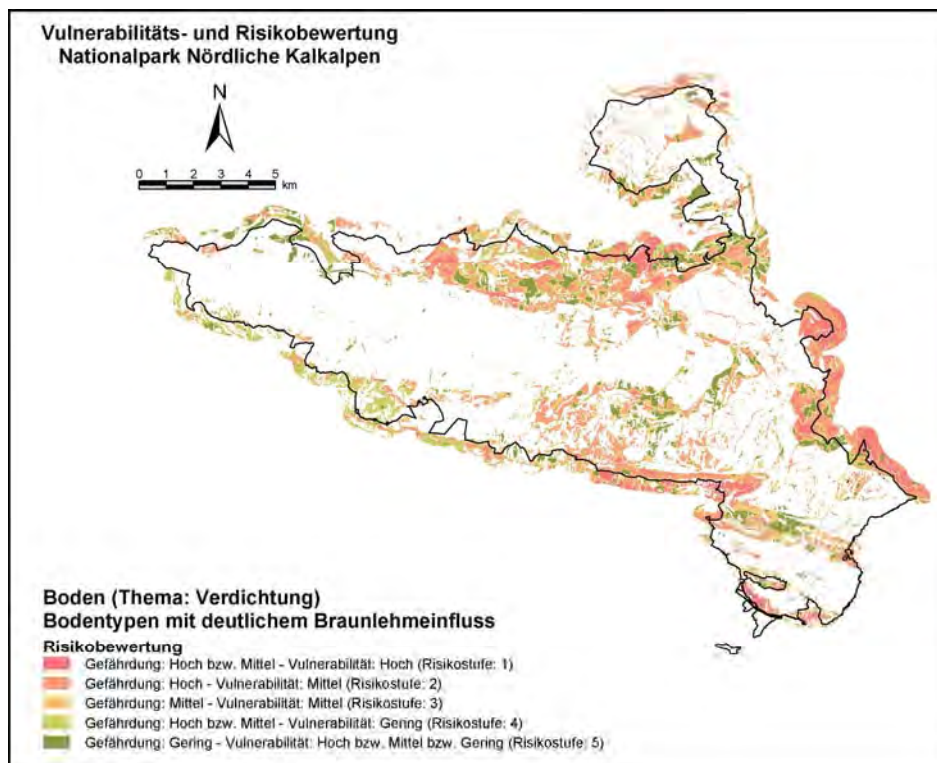 Vulnerabilitäts- und Risikobewertung
Nationalpark Nördliche Kalkalpen
N
0 1 2 3 4 5
km
Boden (Thema: Verdichtung)
Bodentypen mit deutlichem Braunlehmeinfluss
Risikobewertung
Gefährdung: Hoch bzw. Mittel - Vulnerabilität: Hoch (Risikostufe: 1)
Gefährdung: Hoch - Vulnerabilität: Mittel (Risikostufe: 2)
Gefährdung: Mittel - Vulnerabilität: Mittel (Risikostufe: 3)
Gefährdung: Hoch bzw. Mittel - Vulnerabilität: Gering (Risikostufe: 4)
Gefährdung: Gering - Vulnerabilität: Hoch bzw. Mittel bzw. Gering (Risikostufe: 5)